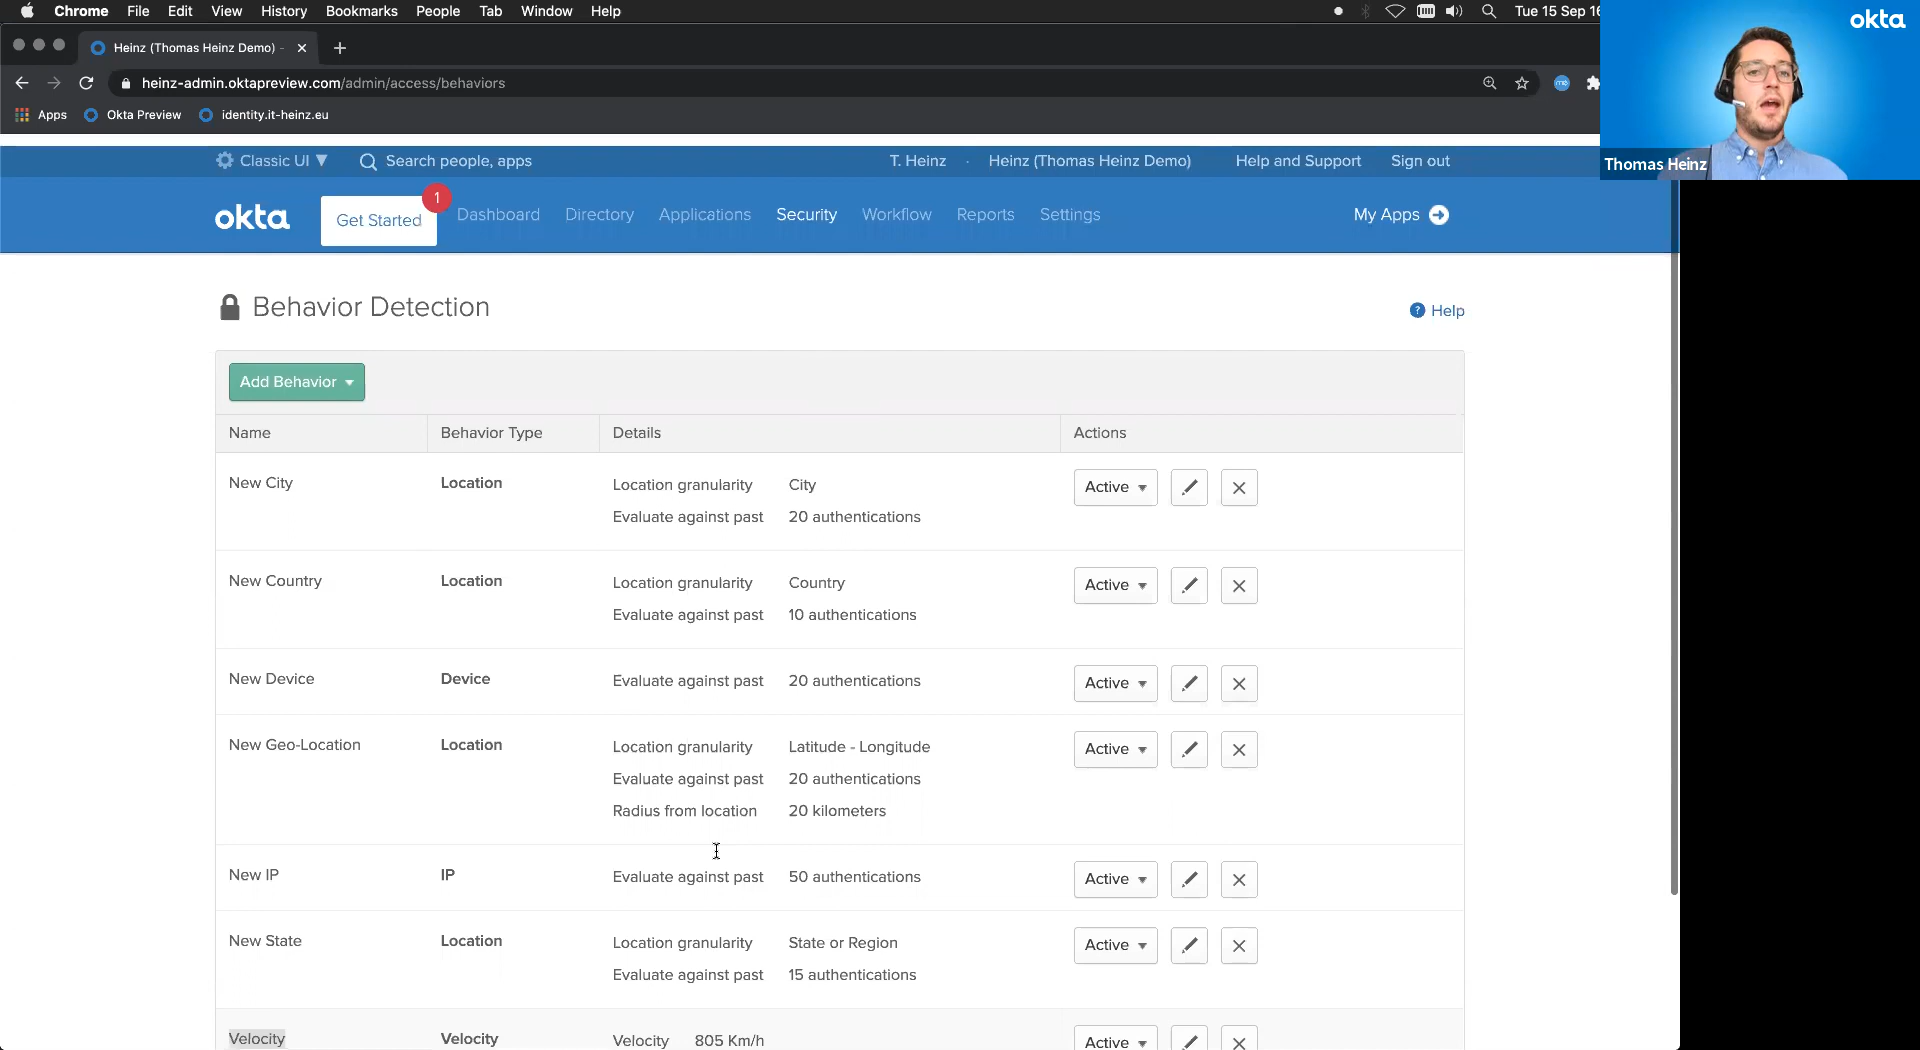 Chrome File Edit View History Bookmarks People Tab Window Help
Tue 15 Sep 16
okta
Heinz (Thomas Heinz Demo) -
heinz-admin.oktapreview.com/admin/access/behaviors
Apps Okta Preview identity.it-heinz.eu
Thomas Heinz
Classic UI Search people, apps T. Heinz · Heinz (Thomas Heinz Demo) Help and Support Sign out
okta Get Started 1 Dashboard Directory Applications Security Workflow Reports Settings My Apps
Behavior Detection
Help
Add Behavior
Name Behavior Type Details Actions
New City Location Location granularity City Active
Evaluate against past 20 authentications
New Country Location Location granularity Country Active
Evaluate against past 10 authentications
New Device Device Evaluate against past 20 authentications Active
New Geo-Location Location Location granularity Latitude - Longitude Active
Evaluate against past 20 authentications
Radius from location 20 kilometers
New IP IP Evaluate against past 50 authentications Active
New State Location Location granularity State or Region Active
Evaluate against past 15 authentications
Velocity Velocity Velocity 805 Km/h Active